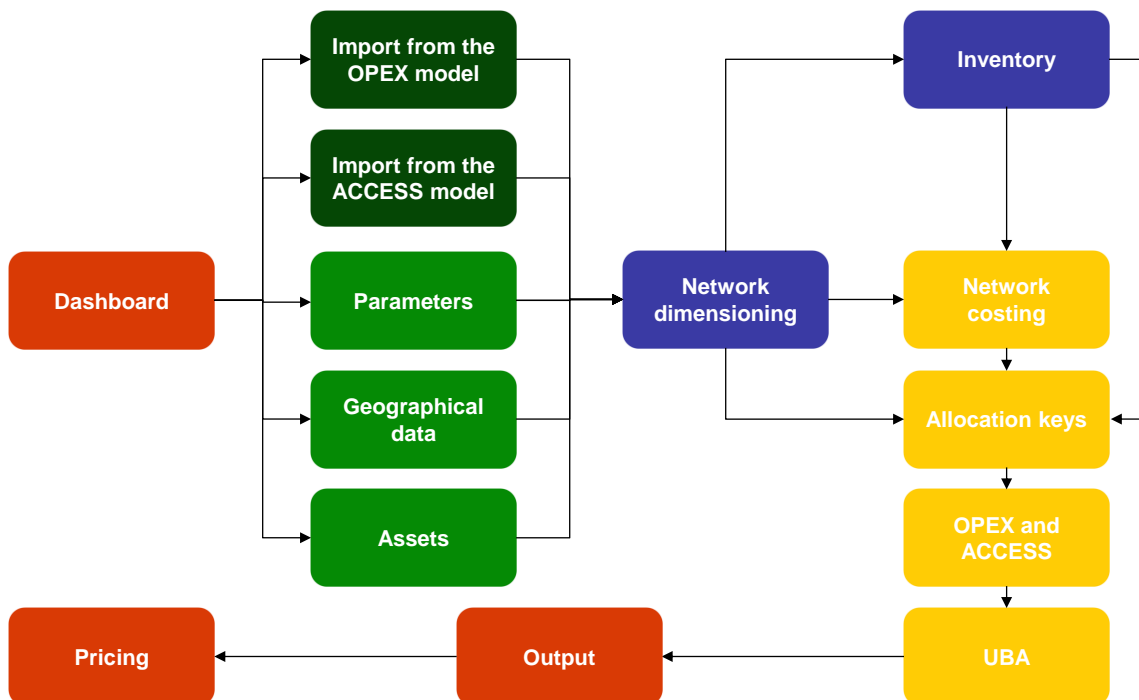 Import from the
OPEX model
Inventory
Import from the
ACCESS model
Dashboard
Parameters
Network
dimensioning
Network
costing
Geographical
data
Allocation keys
Assets
OPEX and
ACCESS
Pricing
Output
UBA